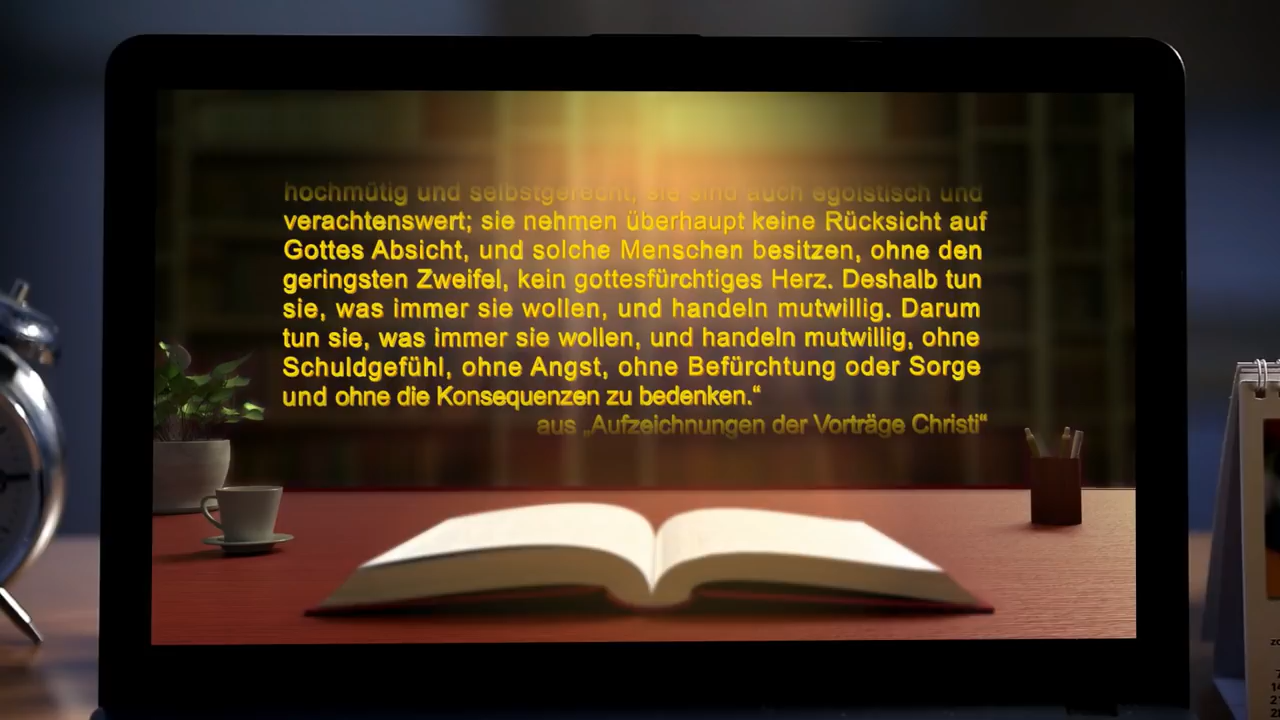 hochmütig und selbstgerecht, sie sind auch egoistisch und
verachtenswert; sie nehmen überhaupt keine Rücksicht auf
Gottes Absicht, und solche Menschen besitzen, ohne den
geringsten Zweifel, kein gottesfürchtiges Herz. Deshalb tun
sie, was immer sie wollen, und handeln mutwillig. Darum
tun sie, was immer sie wollen, und handeln mutwillig, ohne
Schuldgefühl, ohne Angst, ohne Befürchtung oder Sorge
und ohne die Konsequenzen zu bedenken.“
aus „Aufzeichnungen der Vorträge Christi“